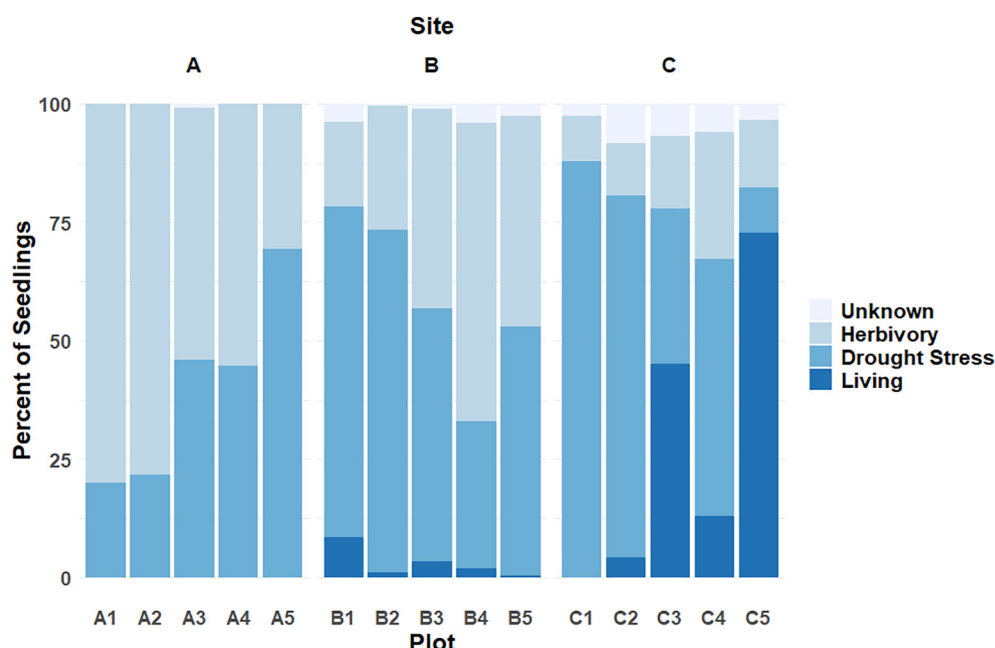 Site
A B C
100
75
50
25
0
Percent of Seedlings
A1 A2 A3 A4 A5 B1 B2 B3 B4 B5 C1 C2 C3 C4 C5
Plot
Unknown
Herbivory
Drought Stress
Living